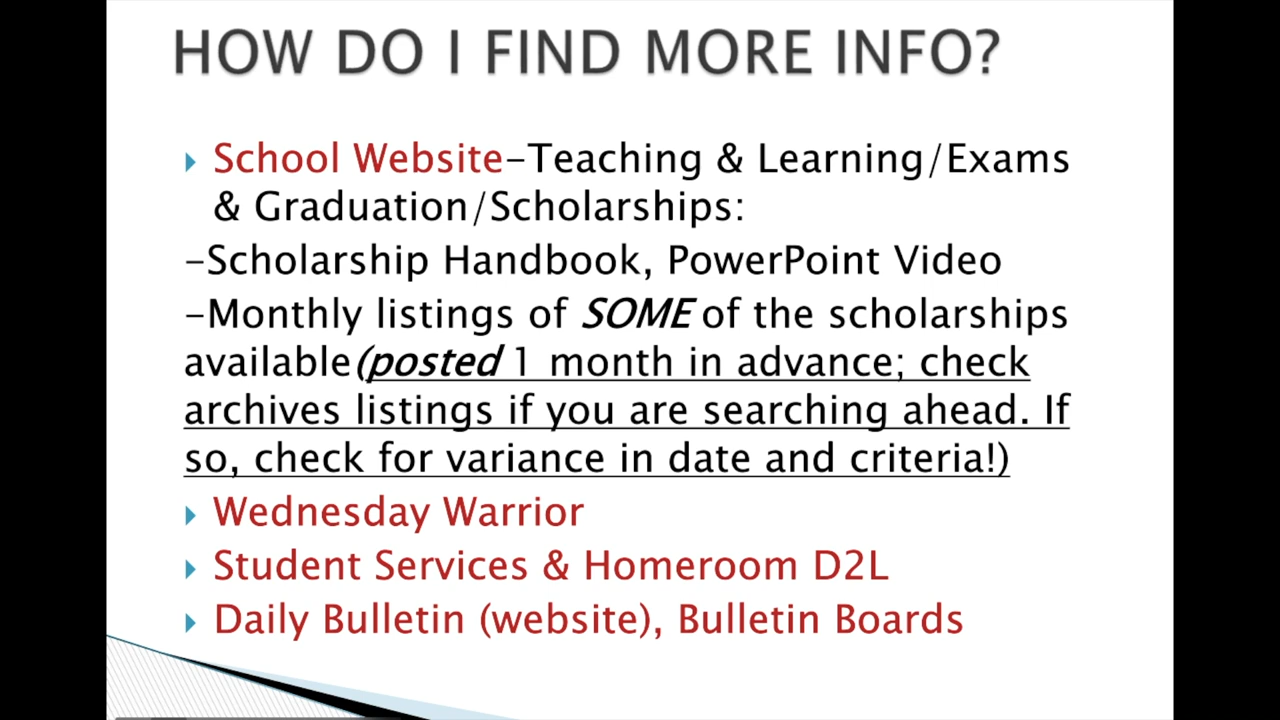 HOW DO I FIND MORE INFO?
School Website-Teaching & Learning/Exams
& Graduation/Scholarships:
-Scholarship Handbook, PowerPoint Video
-Monthly listings of SOME of the scholarships
available(posted 1 month in advance; check
archives listings if you are searching ahead. If
so, check for variance in date and criteria!)
Wednesday Warrior
Student Services & Homeroom D2L
Daily Bulletin (website), Bulletin Boards